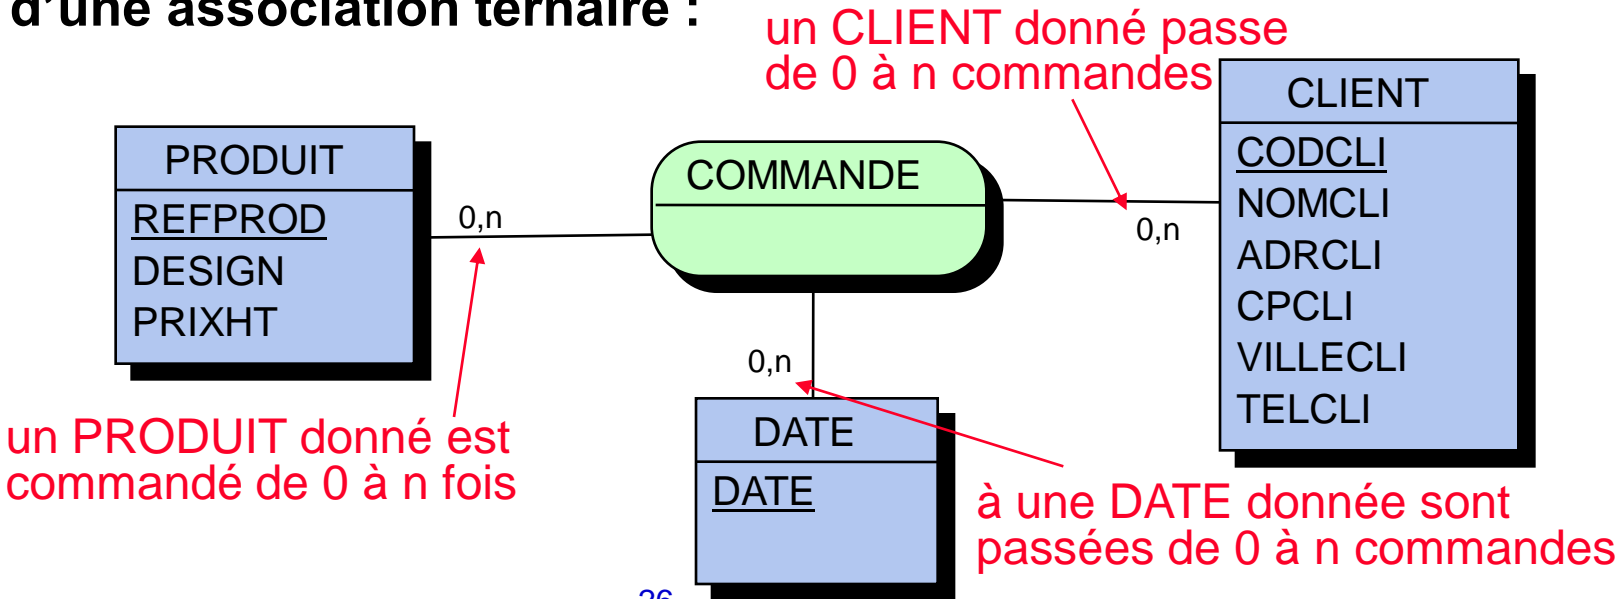 d'une association ternaire :
un CLIENT donné passe
de 0 à n commandes
CLIENT
CODCLI
NOMCLI
ADRCLI
CPCLI
VILLECLI
TELCLI
PRODUIT
REFPROD
DESIGN
PRIXHT
0,n
COMMANDE
0,n
0,n
DATE
DATE
un PRODUIT donné est
commandé de 0 à n fois
à une DATE donnée sont
passées de 0 à n commandes
26